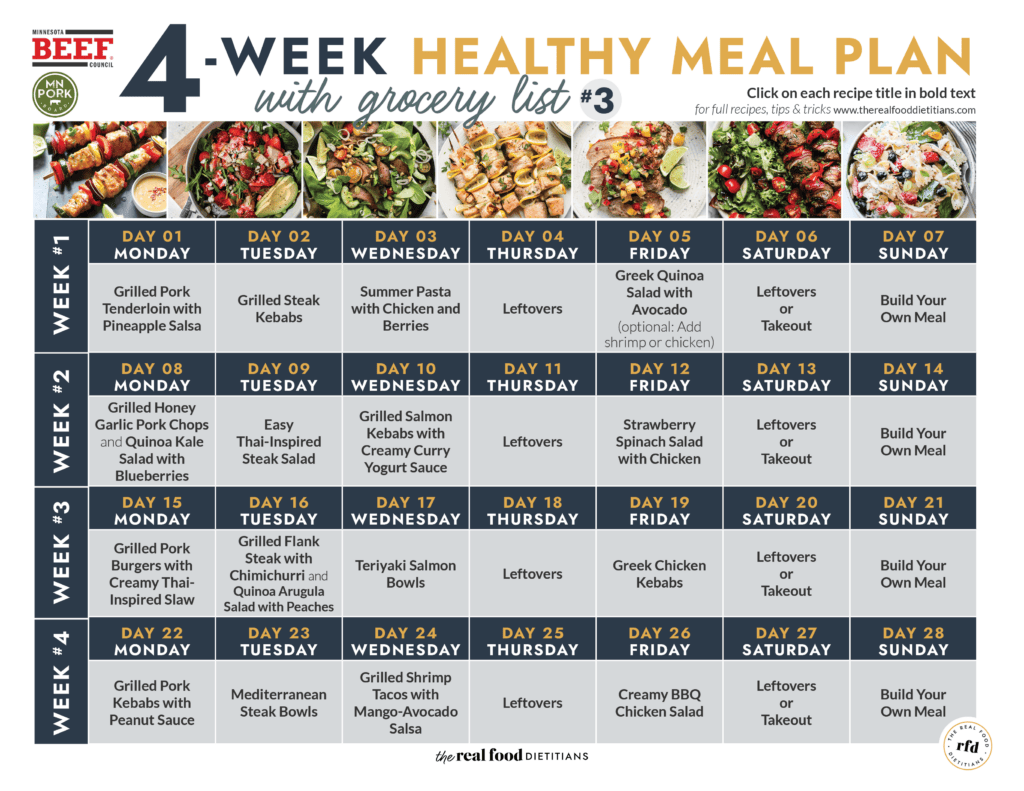 MINNESOTA
BEEF
COUNCIL
MN
PORK
BOARD
4-WEEK HEALTHY MEAL PLAN
with grocery list #3
Click on each recipe title in bold text
for full recipes, tips & tricks www.therealfooddietitians.com
WEEK #1
DAY 01 DAY 02 DAY 03 DAY 04 DAY 05 DAY 06 DAY 07
MONDAY TUESDAY WEDNESDAY THURSDAY FRIDAY SATURDAY SUNDAY
Grilled Pork
Tenderloin with
Pineapple Salsa
Grilled Steak
Kebabs
Summer Pasta
with Chicken and
Berries
Leftovers
Greek Quinoa
Salad with
Avocado
(optional: Add
shrimp or chicken)
Leftovers
or
Takeout
Build Your
Own Meal
WEEK #2
DAY 08 DAY 09 DAY 10 DAY 11 DAY 12 DAY 13 DAY 14
MONDAY TUESDAY WEDNESDAY THURSDAY FRIDAY SATURDAY SUNDAY
Grilled Honey
Garlic Pork Chops
and Quinoa Kale
Salad with
Blueberries
Easy
Thai-Inspired
Steak Salad
Grilled Salmon
Kebabs with
Creamy Curry
Yogurt Sauce
Leftovers
Strawberry
Spinach Salad
with Chicken
Leftovers
or
Takeout
Build Your
Own Meal
WEEK #3
DAY 15 DAY 16 DAY 17 DAY 18 DAY 19 DAY 20 DAY 21
MONDAY TUESDAY WEDNESDAY THURSDAY FRIDAY SATURDAY SUNDAY
Grilled Pork
Burgers with
Creamy Thai-
Inspired Slaw
Grilled Flank
Steak with
Chimichurri and
Quinoa Arugula
Salad with Peaches
Teriyaki Salmon
Bowls
Leftovers
Greek Chicken
Kebabs
Leftovers
or
Takeout
Build Your
Own Meal
WEEK #4
DAY 22 DAY 23 DAY 24 DAY 25 DAY 26 DAY 27 DAY 28
MONDAY TUESDAY WEDNESDAY THURSDAY FRIDAY SATURDAY SUNDAY
Grilled Pork
Kebabs with
Peanut Sauce
Mediterranean
Steak Bowls
Grilled Shrimp
Tacos with
Mango-Avocado
Salsa
Leftovers
Creamy BBQ
Chicken Salad
Leftovers
or
Takeout
Build Your
Own Meal
the real food DIETITIANS
THE REAL FOOD
rfd
DIETITIANS